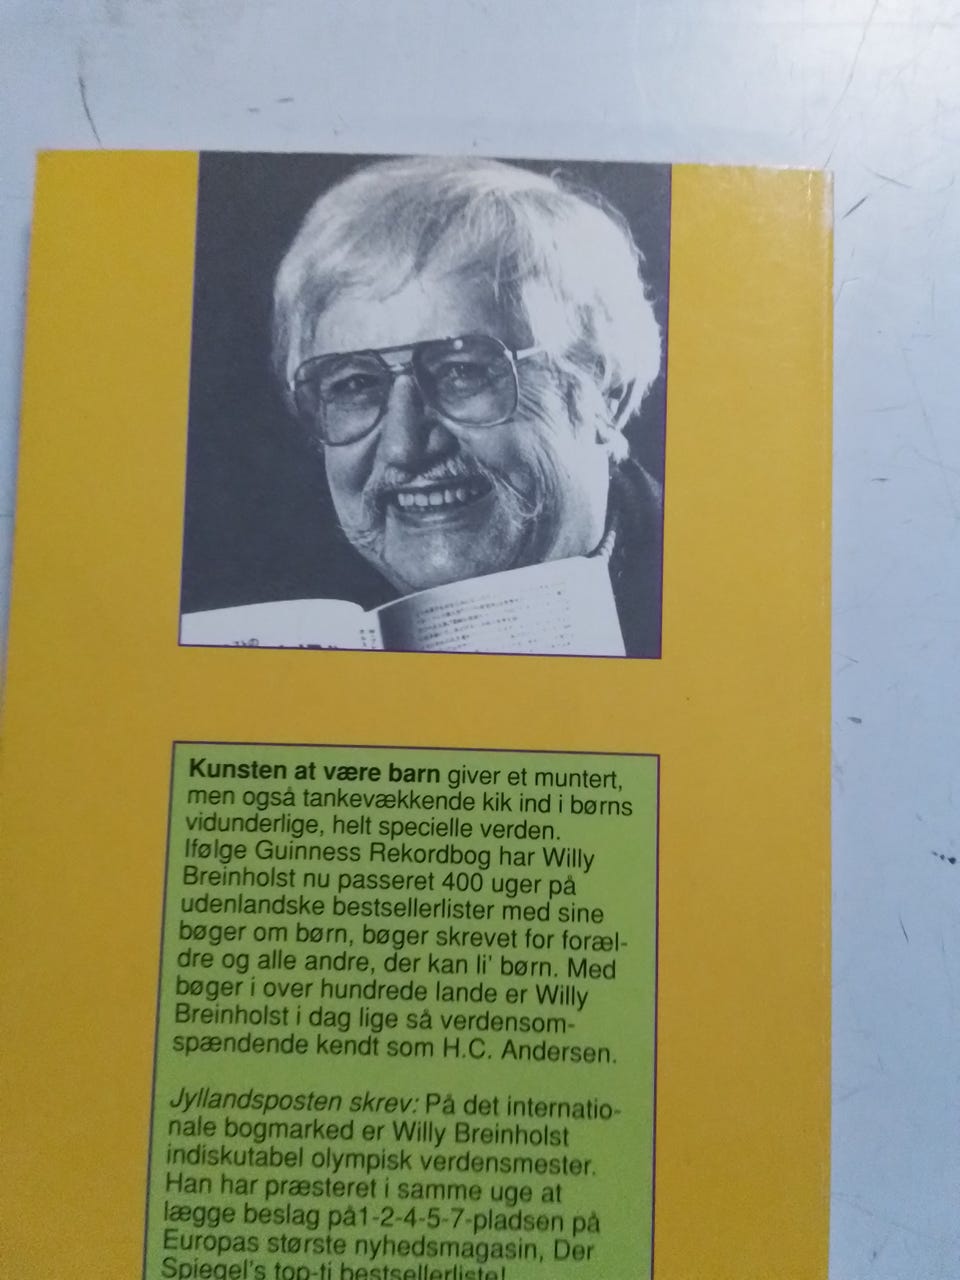 Kunsten at være barn giver et muntert,
men også tankevækkende kik ind i børns
vidunderlige, helt specielle verden.
Ifølge Guinness Rekordbog har Willy
Breinholst nu passeret 400 uger på
udenlandske bestsellerlister med sine
bøger om børn, bøger skrevet for foræl-
dre og alle andre, der kan li' børn. Med
bøger i over hundrede lande er Willy
Breinholst i dag lige så verdensom-
spændende kendt som H.C. Andersen.
Jyllandsposten skrev: På det internatio-
nale bogmarked er Willy Breinholst
indiskutabel olympisk verdensmester.
Han har præsteret i samme uge at
lægge beslag på1-2-4-5-7-pladsen på
Europas største nyhedsmagasin, Der
Spiegel's top-ti bestsellerliste!